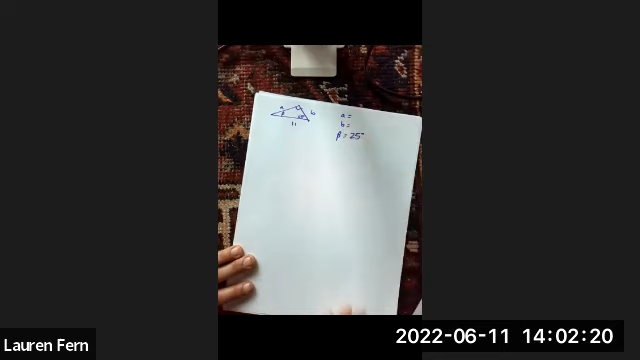 a
b
β
11
a =
b =
β = 25°
Lauren Fern
2022-06-11 14:02:20